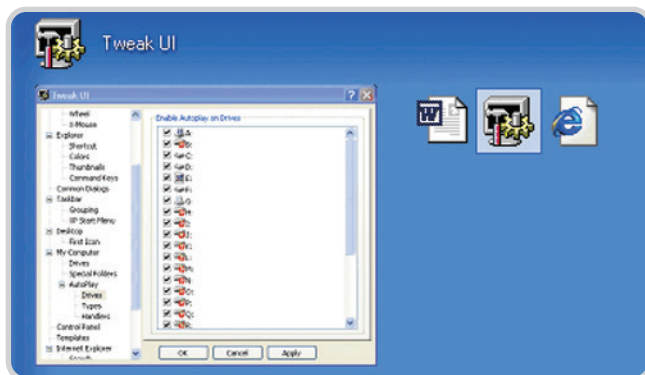 Tweak UI
Tweak UI
Wheel
X-Mouse
Explorer
Shortcut
Colors
Thumbnails
Command Keys
Common Dialogs
Taskbar
Grouping
XP Start Menu
Desktop
First Icon
My Computer
Drives
Special Folders
AutoPlay
Drives
Types
Handlers
Control Panel
Templates
Internet Explorer
Search
Enable Autoplay on Drives
A:
B:
C:
D:
E:
F:
G:
H:
I:
J:
K:
L:
M:
N:
O:
P:
Q:
R:
OK Cancel Apply
W